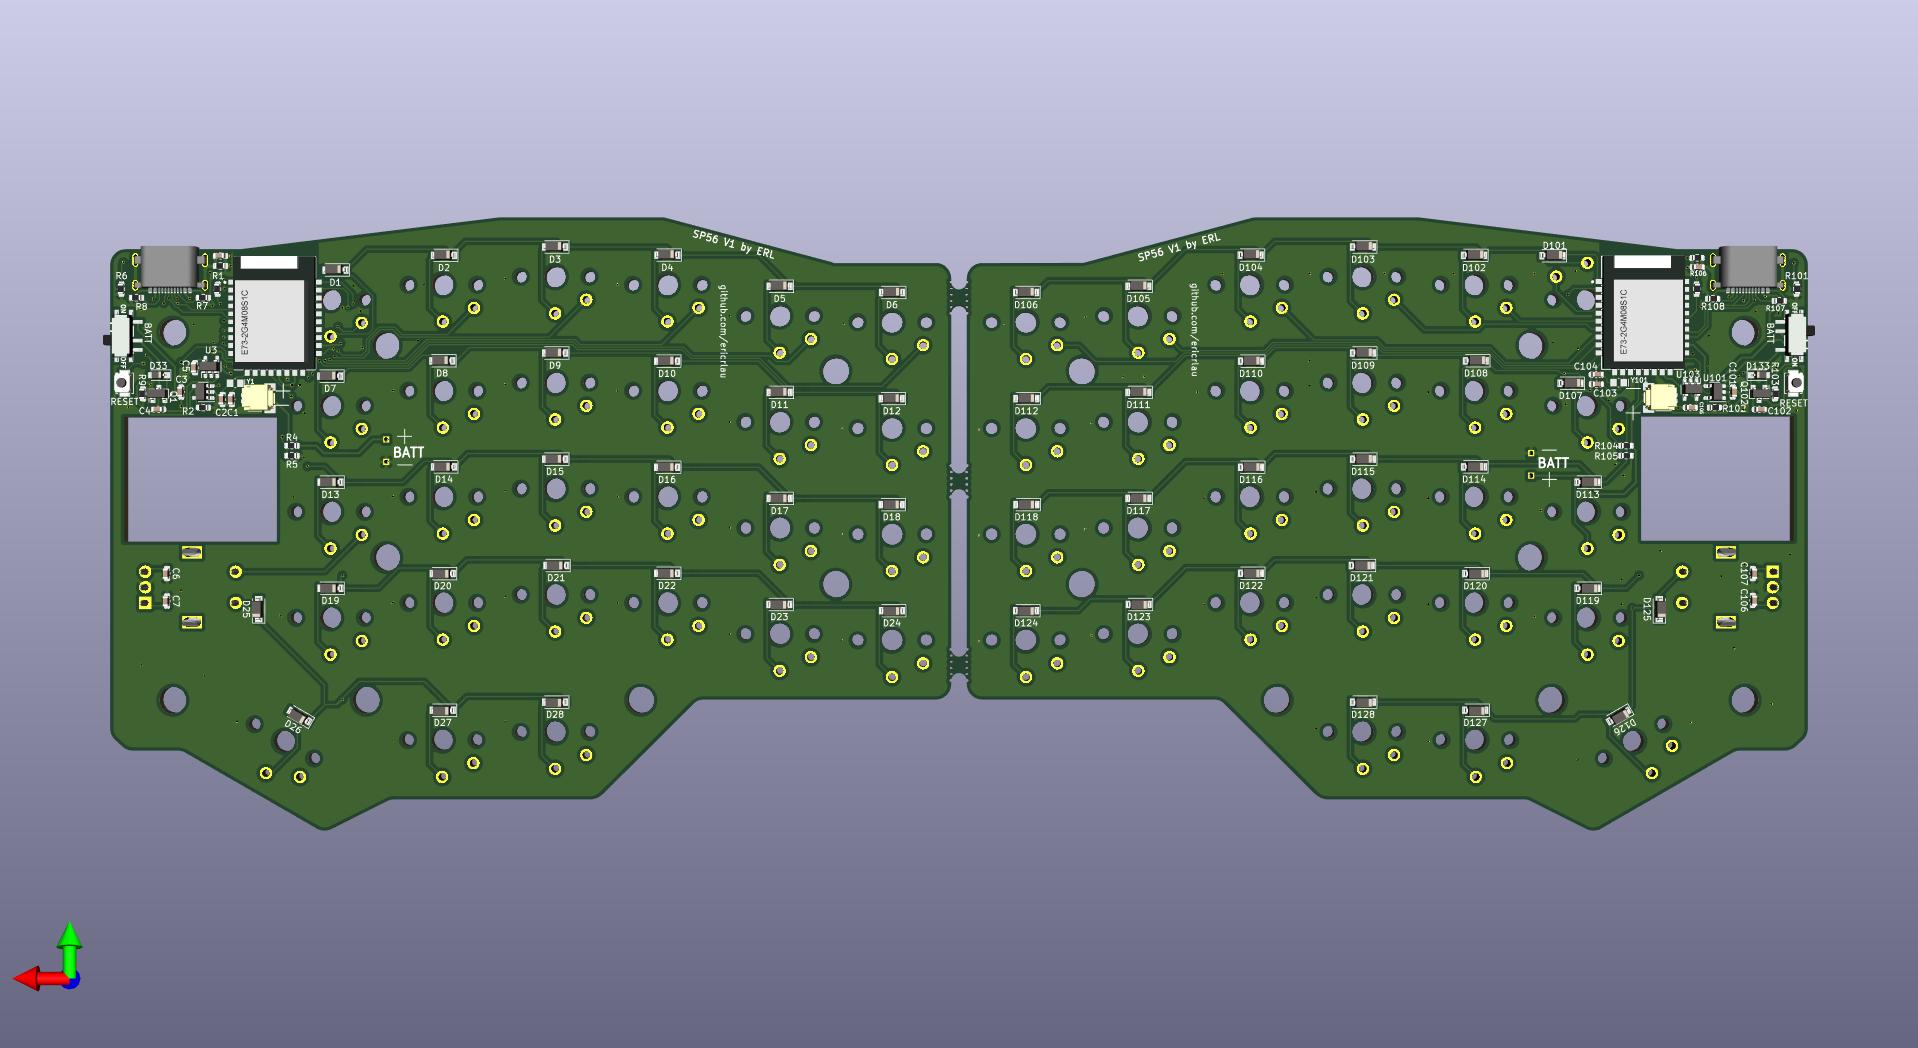 SP56 V1 by ERL
SP56 V1 by ERL
github.com/ericrlau
github.com/ericrlau
E73-2G4M08S1C
E73-2G4M08S1C
D1
D2
D3
D4
D5
D6
D7
D8
D9
D10
D11
D12
D13
D14
D15
D16
D17
D18
D19
D20
D21
D22
D23
D24
D25
D26
D27
D28
R6
R8
R7
R1
ON
BATT
OFF
RESET
U3
D33
C5
C3
C4
R2
C2
C1
Y1
R4
R5
BATT
+
C6
C7
D106
D105
D104
D103
D102
D101
D112
D111
D110
D109
D108
D107
D118
D117
D116
D115
D114
D113
D124
D123
D122
D121
D120
D119
D128
D127
D126
D125
R106
R108
R107
R101
OFF
BATT
ON
RESET
C104
C103
Y101
U101
D133
C102
R104
R105
BATT
+
C107
C106